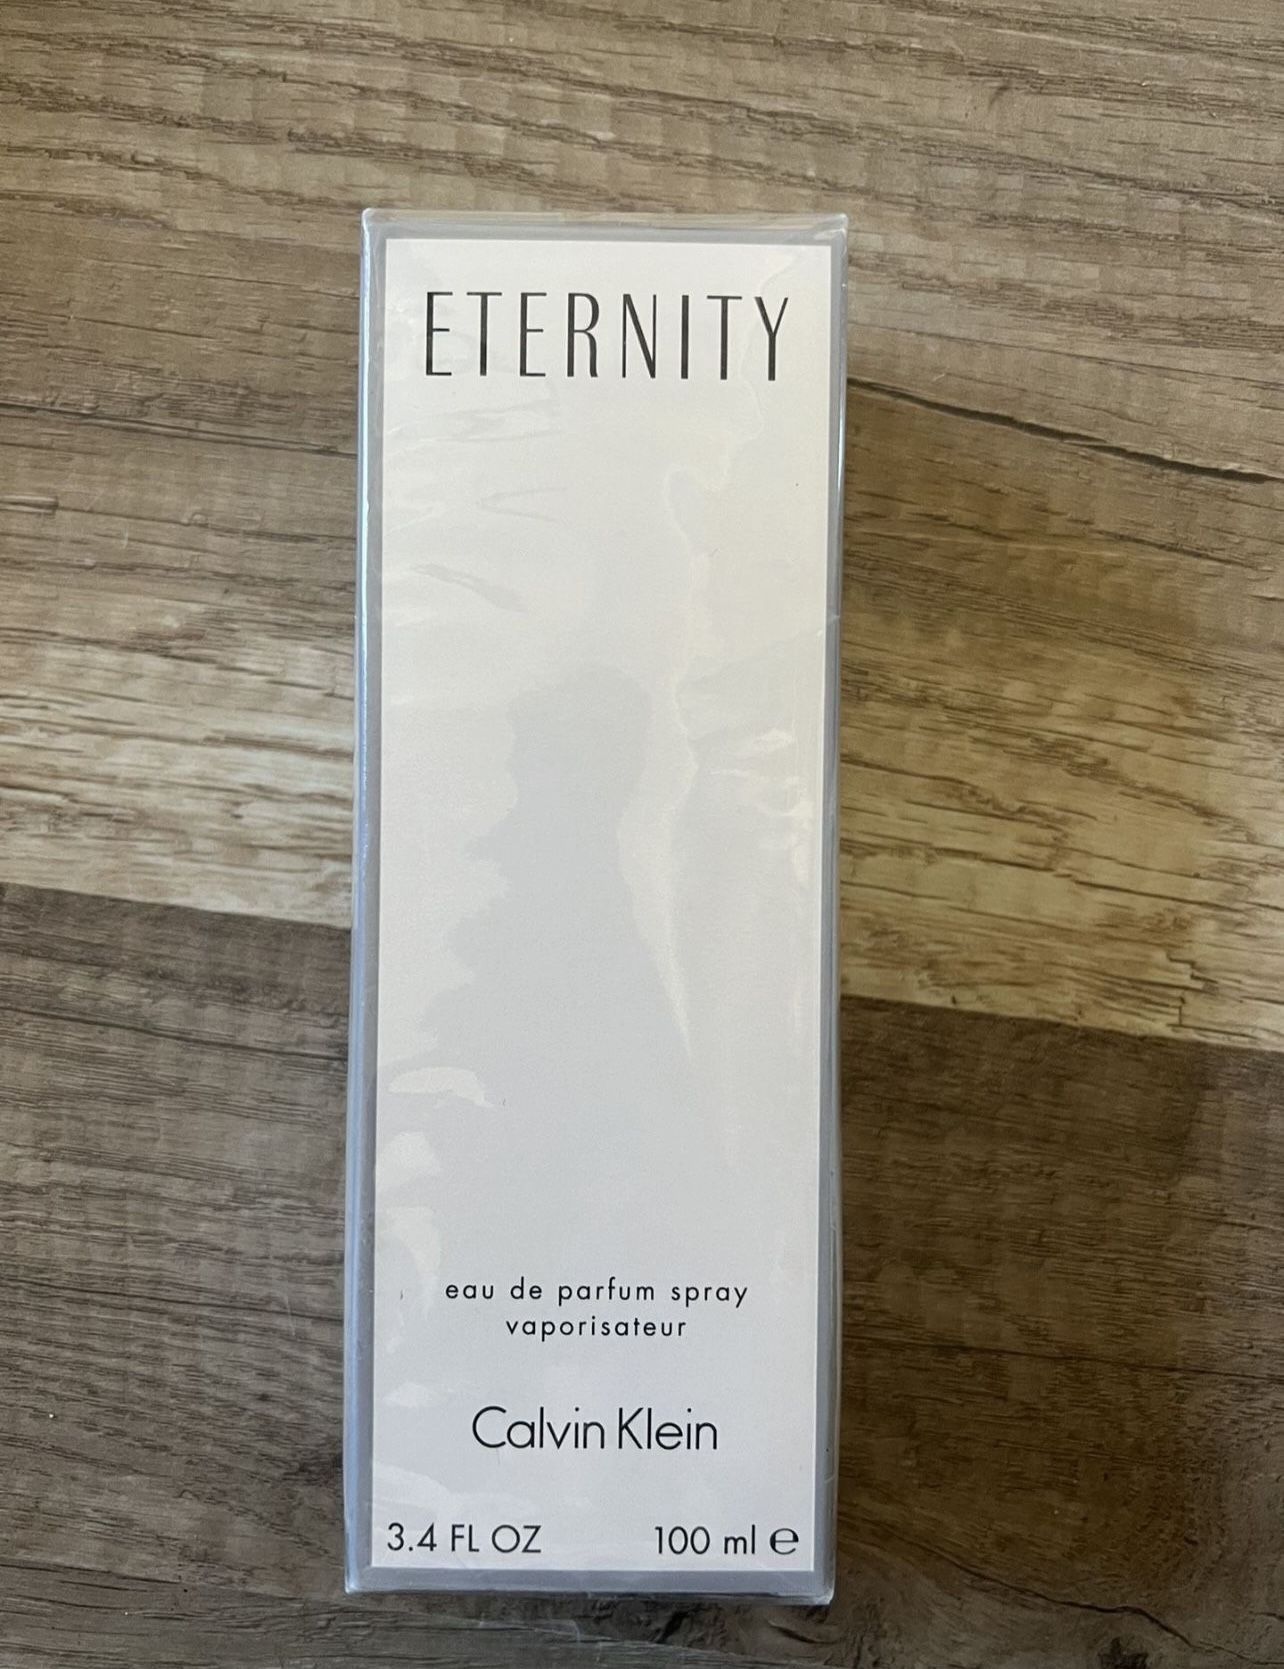 ETERNITY
eau de parfum spray
vaporisateur
Calvin Klein
3.4 FL OZ 100 ml ℮